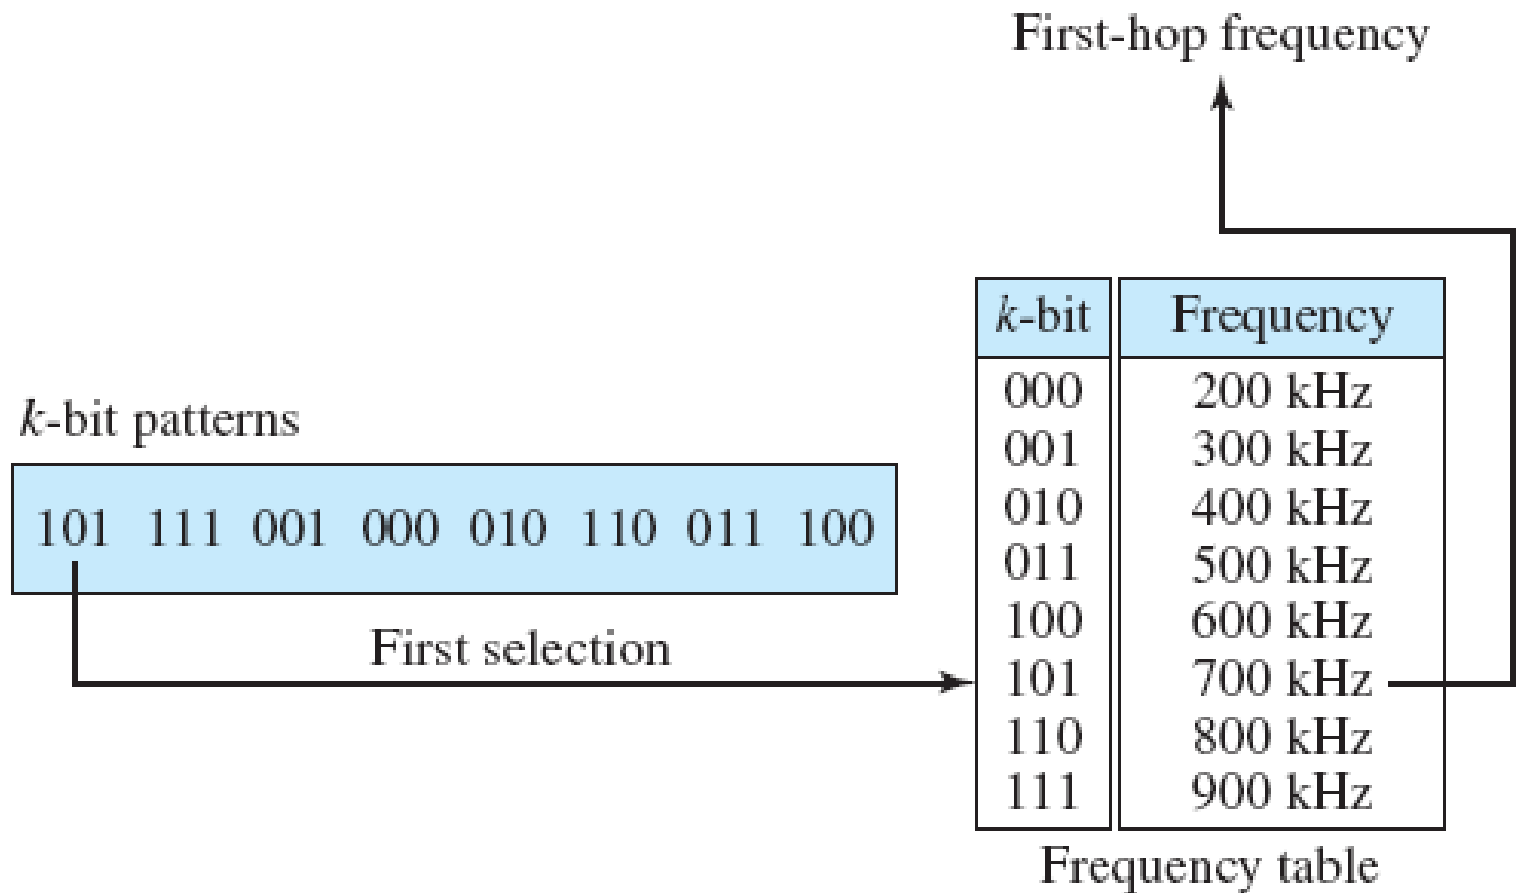 First-hop frequency
k-bit patterns
101 111 001 000 010 110 011 100
First selection
k-bit Frequency
000 200 kHz
001 300 kHz
010 400 kHz
011 500 kHz
100 600 kHz
101 700 kHz
110 800 kHz
111 900 kHz
Frequency table